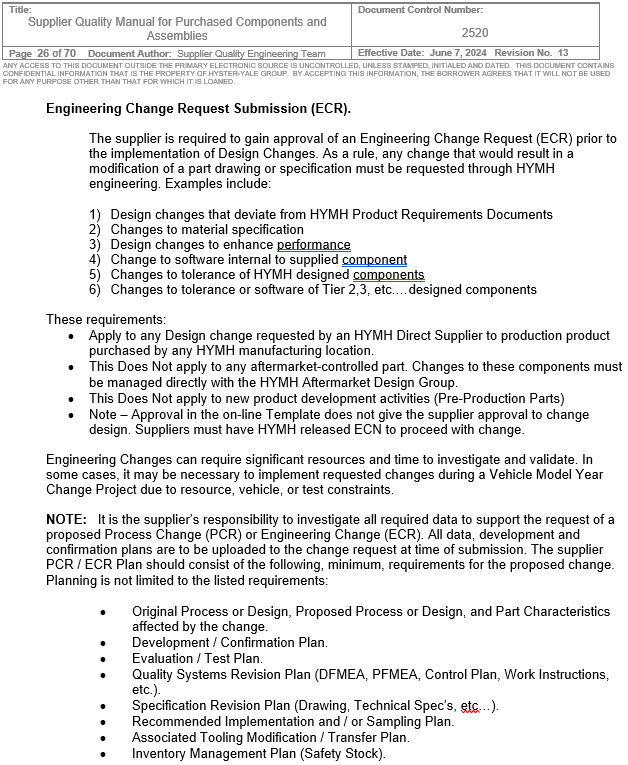 Title:
Supplier Quality Manual for Purchased Components and
Assemblies
Document Control Number:
2520
Page 26 of 70 Document Author: Supplier Quality Engineering Team
Effective Date: June 7, 2024 Revision No. 13
ANY ACCESS TO THIS DOCUMENT OUTSIDE THE PRIMARY ELECTRONIC SOURCE IS UNCONTROLLED, UNLESS STAMPED, INITIALED AND DATED. THIS DOCUMENT CONTAINS
CONFIDENTIAL INFORMATION THAT IS THE PROPERTY OF HYSTER-YALE GROUP. BY ACCEPTING THIS INFORMATION, THE BORROWER AGREES THAT IT WILL NOT BE USED
FOR ANY PURPOSE OTHER THAN THAT FOR WHICH IT IS LOANED.
Engineering Change Request Submission (ECR).
The supplier is required to gain approval of an Engineering Change Request (ECR) prior to
the implementation of Design Changes. As a rule, any change that would result in a
modification of a part drawing or specification must be requested through HYMH
engineering. Examples include:
1) Design changes that deviate from HYMH Product Requirements Documents
2) Changes to material specification
3) Design changes to enhance performance
4) Change to software internal to supplied component
5) Changes to tolerance of HYMH designed components
6) Changes to tolerance or software of Tier 2,3, etc.…designed components
These requirements:
• Apply to any Design change requested by an HYMH Direct Supplier to production product
purchased by any HYMH manufacturing location.
• This Does Not apply to any aftermarket-controlled part. Changes to these components must
be managed directly with the HYMH Aftermarket Design Group.
• This Does Not apply to new product development activities (Pre-Production Parts)
• Note – Approval in the on-line Template does not give the supplier approval to change
design. Suppliers must have HYMH released ECN to proceed with change.
Engineering Changes can require significant resources and time to investigate and validate. In
some cases, it may be necessary to implement requested changes during a Vehicle Model Year
Change Project due to resource, vehicle, or test constraints.
NOTE: It is the supplier's responsibility to investigate all required data to support the request of a
proposed Process Change (PCR) or Engineering Change (ECR). All data, development and
confirmation plans are to be uploaded to the change request at time of submission. The supplier
PCR / ECR Plan should consist of the following, minimum, requirements for the proposed change.
Planning is not limited to the listed requirements:
• Original Process or Design, Proposed Process or Design, and Part Characteristics
affected by the change.
• Development / Confirmation Plan.
• Evaluation / Test Plan.
• Quality Systems Revision Plan (DFMEA, PFMEA, Control Plan, Work Instructions,
etc.).
• Specification Revision Plan (Drawing, Technical Spec's, etc…).
• Recommended Implementation and / or Sampling Plan.
• Associated Tooling Modification / Transfer Plan.
• Inventory Management Plan (Safety Stock).